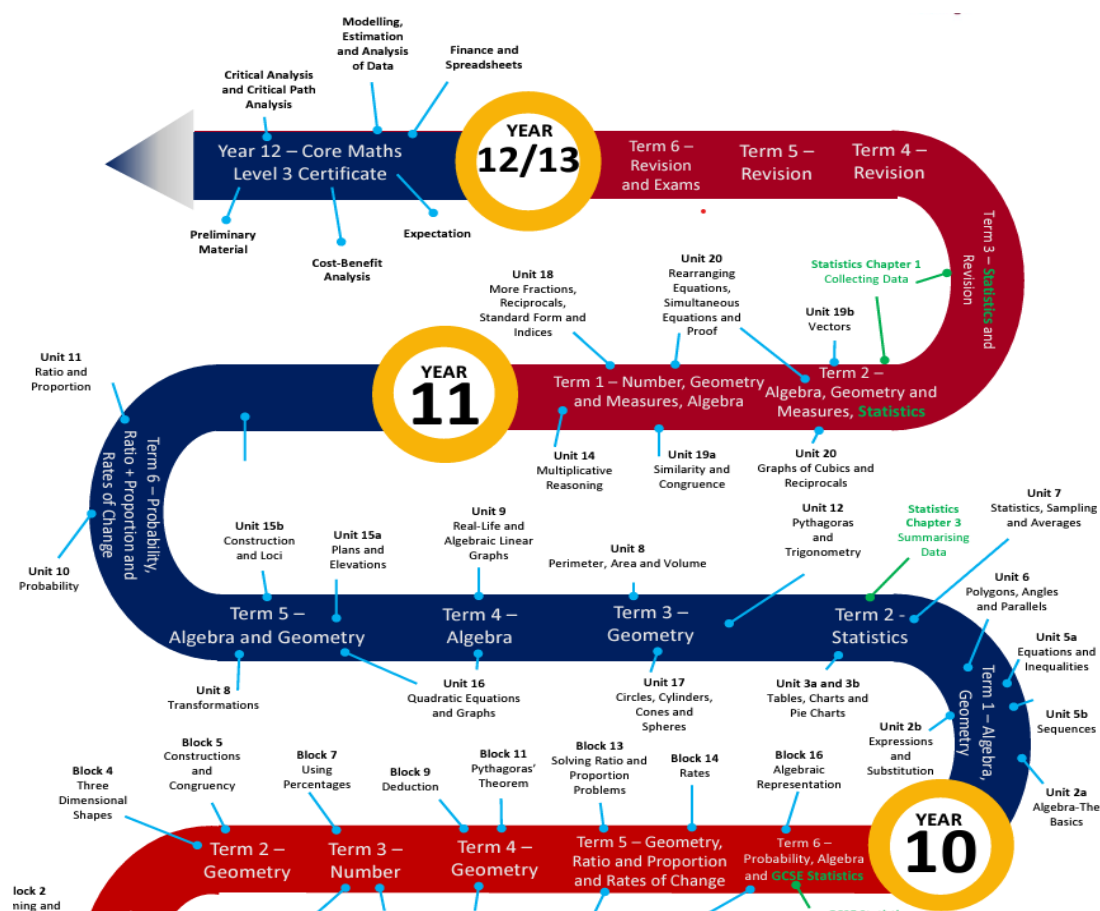 Modelling,
Estimation
and Analysis
of Data
Finance and
Spreadsheets
Critical Analysis
and Critical Path
Analysis
Year 12 – Core Maths
Level 3 Certificate
YEAR
12/13
Term 6 –
Revision
and Exams
Term 5 –
Revision
Term 4 –
Revision
Preliminary
Material
Cost-Benefit
Analysis
Expectation
Term 3 – Statistics and
Revision
Unit 18
More Fractions,
Reciprocals,
Standard Form and
Indices
Unit 20
Rearranging
Equations,
Simultaneous
Equations and
Proof
Statistics Chapter 1
Collecting Data
Unit 19b
Vectors
Unit 11
Ratio and
Proportion
YEAR
11
Term 1 – Number, Geometry
and Measures, Algebra
Term 2 –
Algebra, Geometry and
Measures, Statistics
Unit 14
Multiplicative
Reasoning
Unit 19a
Similarity and
Congruence
Unit 20
Graphs of Cubics and
Reciprocals
Term 6 – Probability,
Ratio + Proportion and
Rates of Change
Unit 10
Probability
Unit 15b
Construction
and Loci
Unit 15a
Plans and
Elevations
Unit 9
Real-Life and
Algebraic Linear
Graphs
Unit 8
Perimeter, Area and Volume
Unit 12
Pythagoras
and
Trigonometry
Statistics
Chapter 3
Summarising
Data
Unit 7
Statistics, Sampling
and Averages
Unit 6
Polygons, Angles
and Parallels
Unit 5a
Equations and
Inequalities
Term 5 –
Algebra and Geometry
Term 4 –
Algebra
Term 3 –
Geometry
Term 2 -
Statistics
Term 1 – Algebra,
Geometry
Unit 8
Transformations
Unit 16
Quadratic Equations
and Graphs
Unit 17
Circles, Cylinders,
Cones and
Spheres
Unit 3a and 3b
Tables, Charts and
Pie Charts
Unit 2b
Expressions
and
Substitution
Unit 5b
Sequences
Unit 2a
Algebra-The
Basics
Block 4
Three
Dimensional
Shapes
Block 5
Constructions
and
Congruency
Block 7
Using
Percentages
Block 9
Deduction
Block 11
Pythagoras'
Theorem
Block 13
Solving Ratio and
Proportion
Problems
Block 14
Rates
Block 16
Algebraic
Representation
YEAR
10
Term 2 –
Geometry
Term 3 –
Number
Term 4 –
Geometry
Term 5 – Geometry,
Ratio and Proportion
and Rates of Change
Term 6 –
Probability, Algebra
and GCSE Statistics
lock 2
ning and